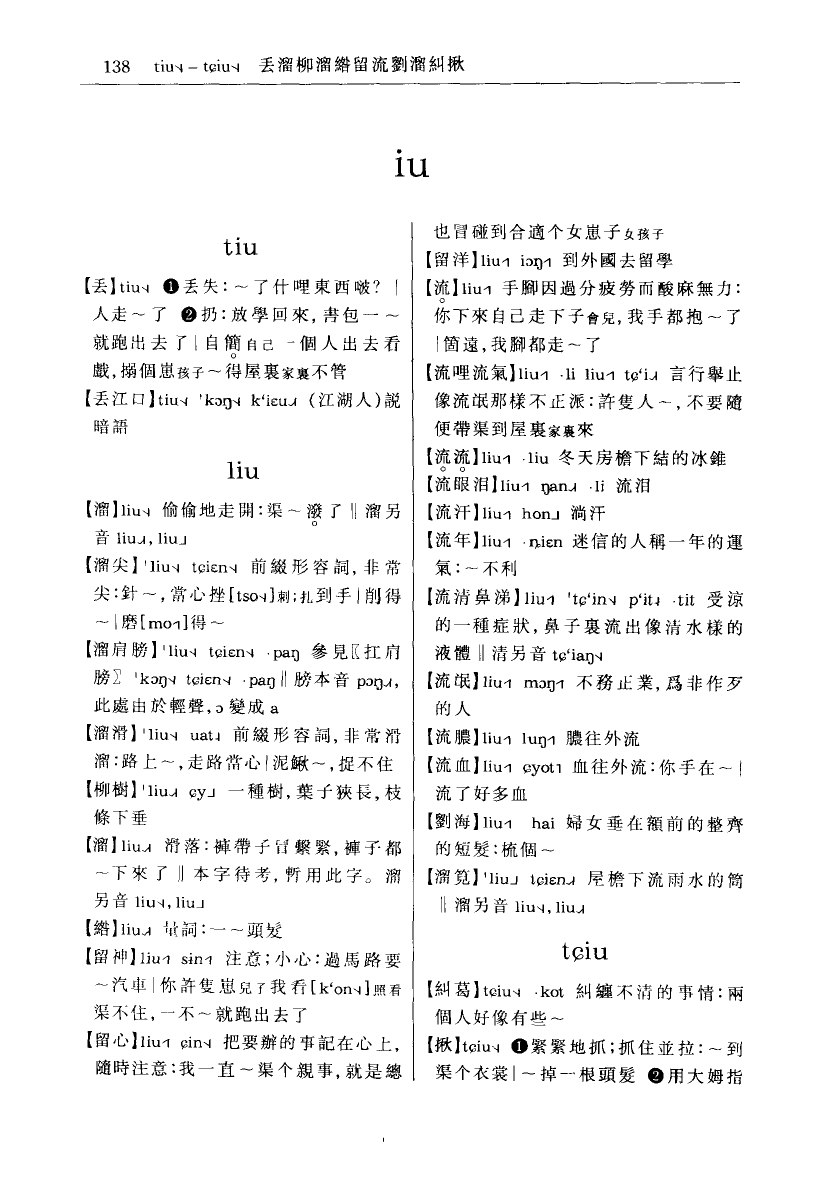 138 tiu˧˨ – tɕiu˧˨ 丟溜柳溜綹留流劉溜糾揪
iu
tiu
【丟】tiu ❶丟失：～了什哩東西啵？｜
人走～了 ❷扔：放學回來，書包一～
就跑出去了｜自簡自己一個人出去看
戲，搦個崽孩子～得屋裏家裏不管
【丟江口】tiu 'kɔŋ k‘iɛu（江湖人）説
暗語
liu
【溜】liu 偷偷地走開：渠～潑了‖溜另
音 liu, liu
【溜尖】'liu tɕiɛn 前綴形容詞，非常
尖：針～，當心挫[tso]刺；扎到手｜削得
～｜磨[mo]得～
【溜肩膀】'liu tɕiɛn ·paŋ 參見〖扛肩
膀〗'kɔŋ tɕiɛn ·paŋ‖膀本音 pɔŋ，
此處由於輕聲，ɔ變成 a
【溜滑】'liu uat 前綴形容詞，非常滑
溜：路上～，走路當心｜泥鰍～，捉不住
【柳樹】'liu ɕy 一種樹，葉子狹長，枝
條下垂
【溜】liu 滑落：褲帶子冒繫緊，褲子都
～下來了‖本字待考，暫用此字。溜
另音 liu, liu
【綹】liu 量詞：一～頭髮
【留神】liu sin 注意；小心：過馬路要
～汽車｜你許隻崽兒子我看[k‘on]照看
渠不住，一不～就跑出去了
【留心】liu ɕin 把要辦的事記在心上，
隨時注意：我一直～渠个親事，就是總
也冒碰到合適个女崽子女孩子
【留洋】liu iɔŋ 到外國去留學
【流】liu 手腳因過分疲勞而酸麻無力：
你下來自己走下子會兒，我手都抱～了
｜箇遠，我腳都走～了
【流哩流氣】liu ·li liu tɕ‘i 言行舉止
像流氓那樣不正派：許隻人～，不要隨
便帶渠到屋裏家裏來
【流流】liu ·liu 冬天房檐下結的冰錐
【流眼泪】liu ŋan ·li 流泪
【流汗】liu hon 淌汗
【流年】liu ·ȵiɛn 迷信的人稱一年的運
氣：～不利
【流清鼻涕】liu 'tɕ‘in p‘it ·tit 受涼
的一種症狀，鼻子裏流出像清水樣的
液體‖清另音 tɕ‘iaŋ
【流氓】liu mɔŋ 不務正業，爲非作歹
的人
【流膿】liu luŋ 膿往外流
【流血】liu ɕyot 血往外流：你手在～｜
流了好多血
【劉海】liu hai 婦女垂在額前的整齊
的短髮：梳個～
【溜筧】'liu tɕiɛn 屋檐下流雨水的筒
‖溜另音 liu, liu
tɕiu
【糾葛】tɕiu ·kot 糾纏不清的事情：兩
個人好像有些～
【揪】tɕiu ❶緊緊地抓；抓住並拉：～到
渠个衣裳｜～掉一根頭髮 ❷用大姆指